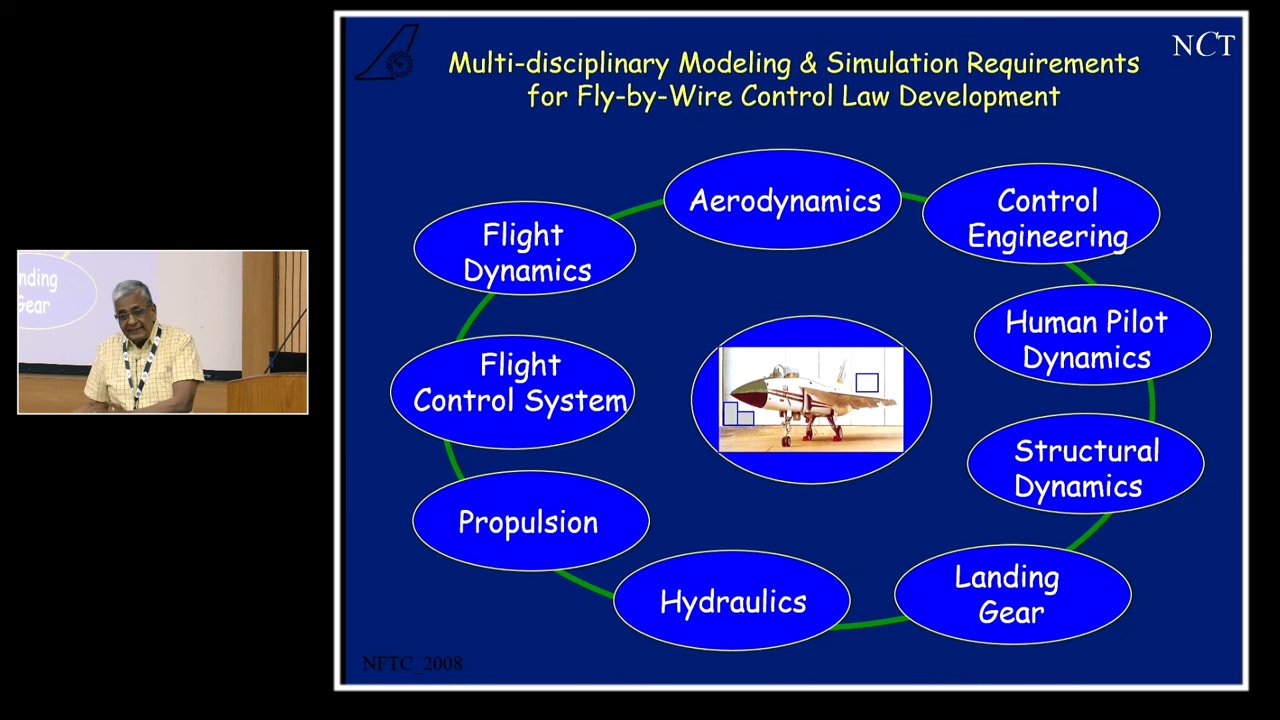 Multi-disciplinary Modeling & Simulation Requirements
for Fly-by-Wire Control Law Development
NCT
Aerodynamics
Control
Engineering
Human Pilot
Dynamics
Structural
Dynamics
Landing
Gear
Hydraulics
Propulsion
Flight
Control System
Flight
Dynamics
NFTC_2008
nding
Gear